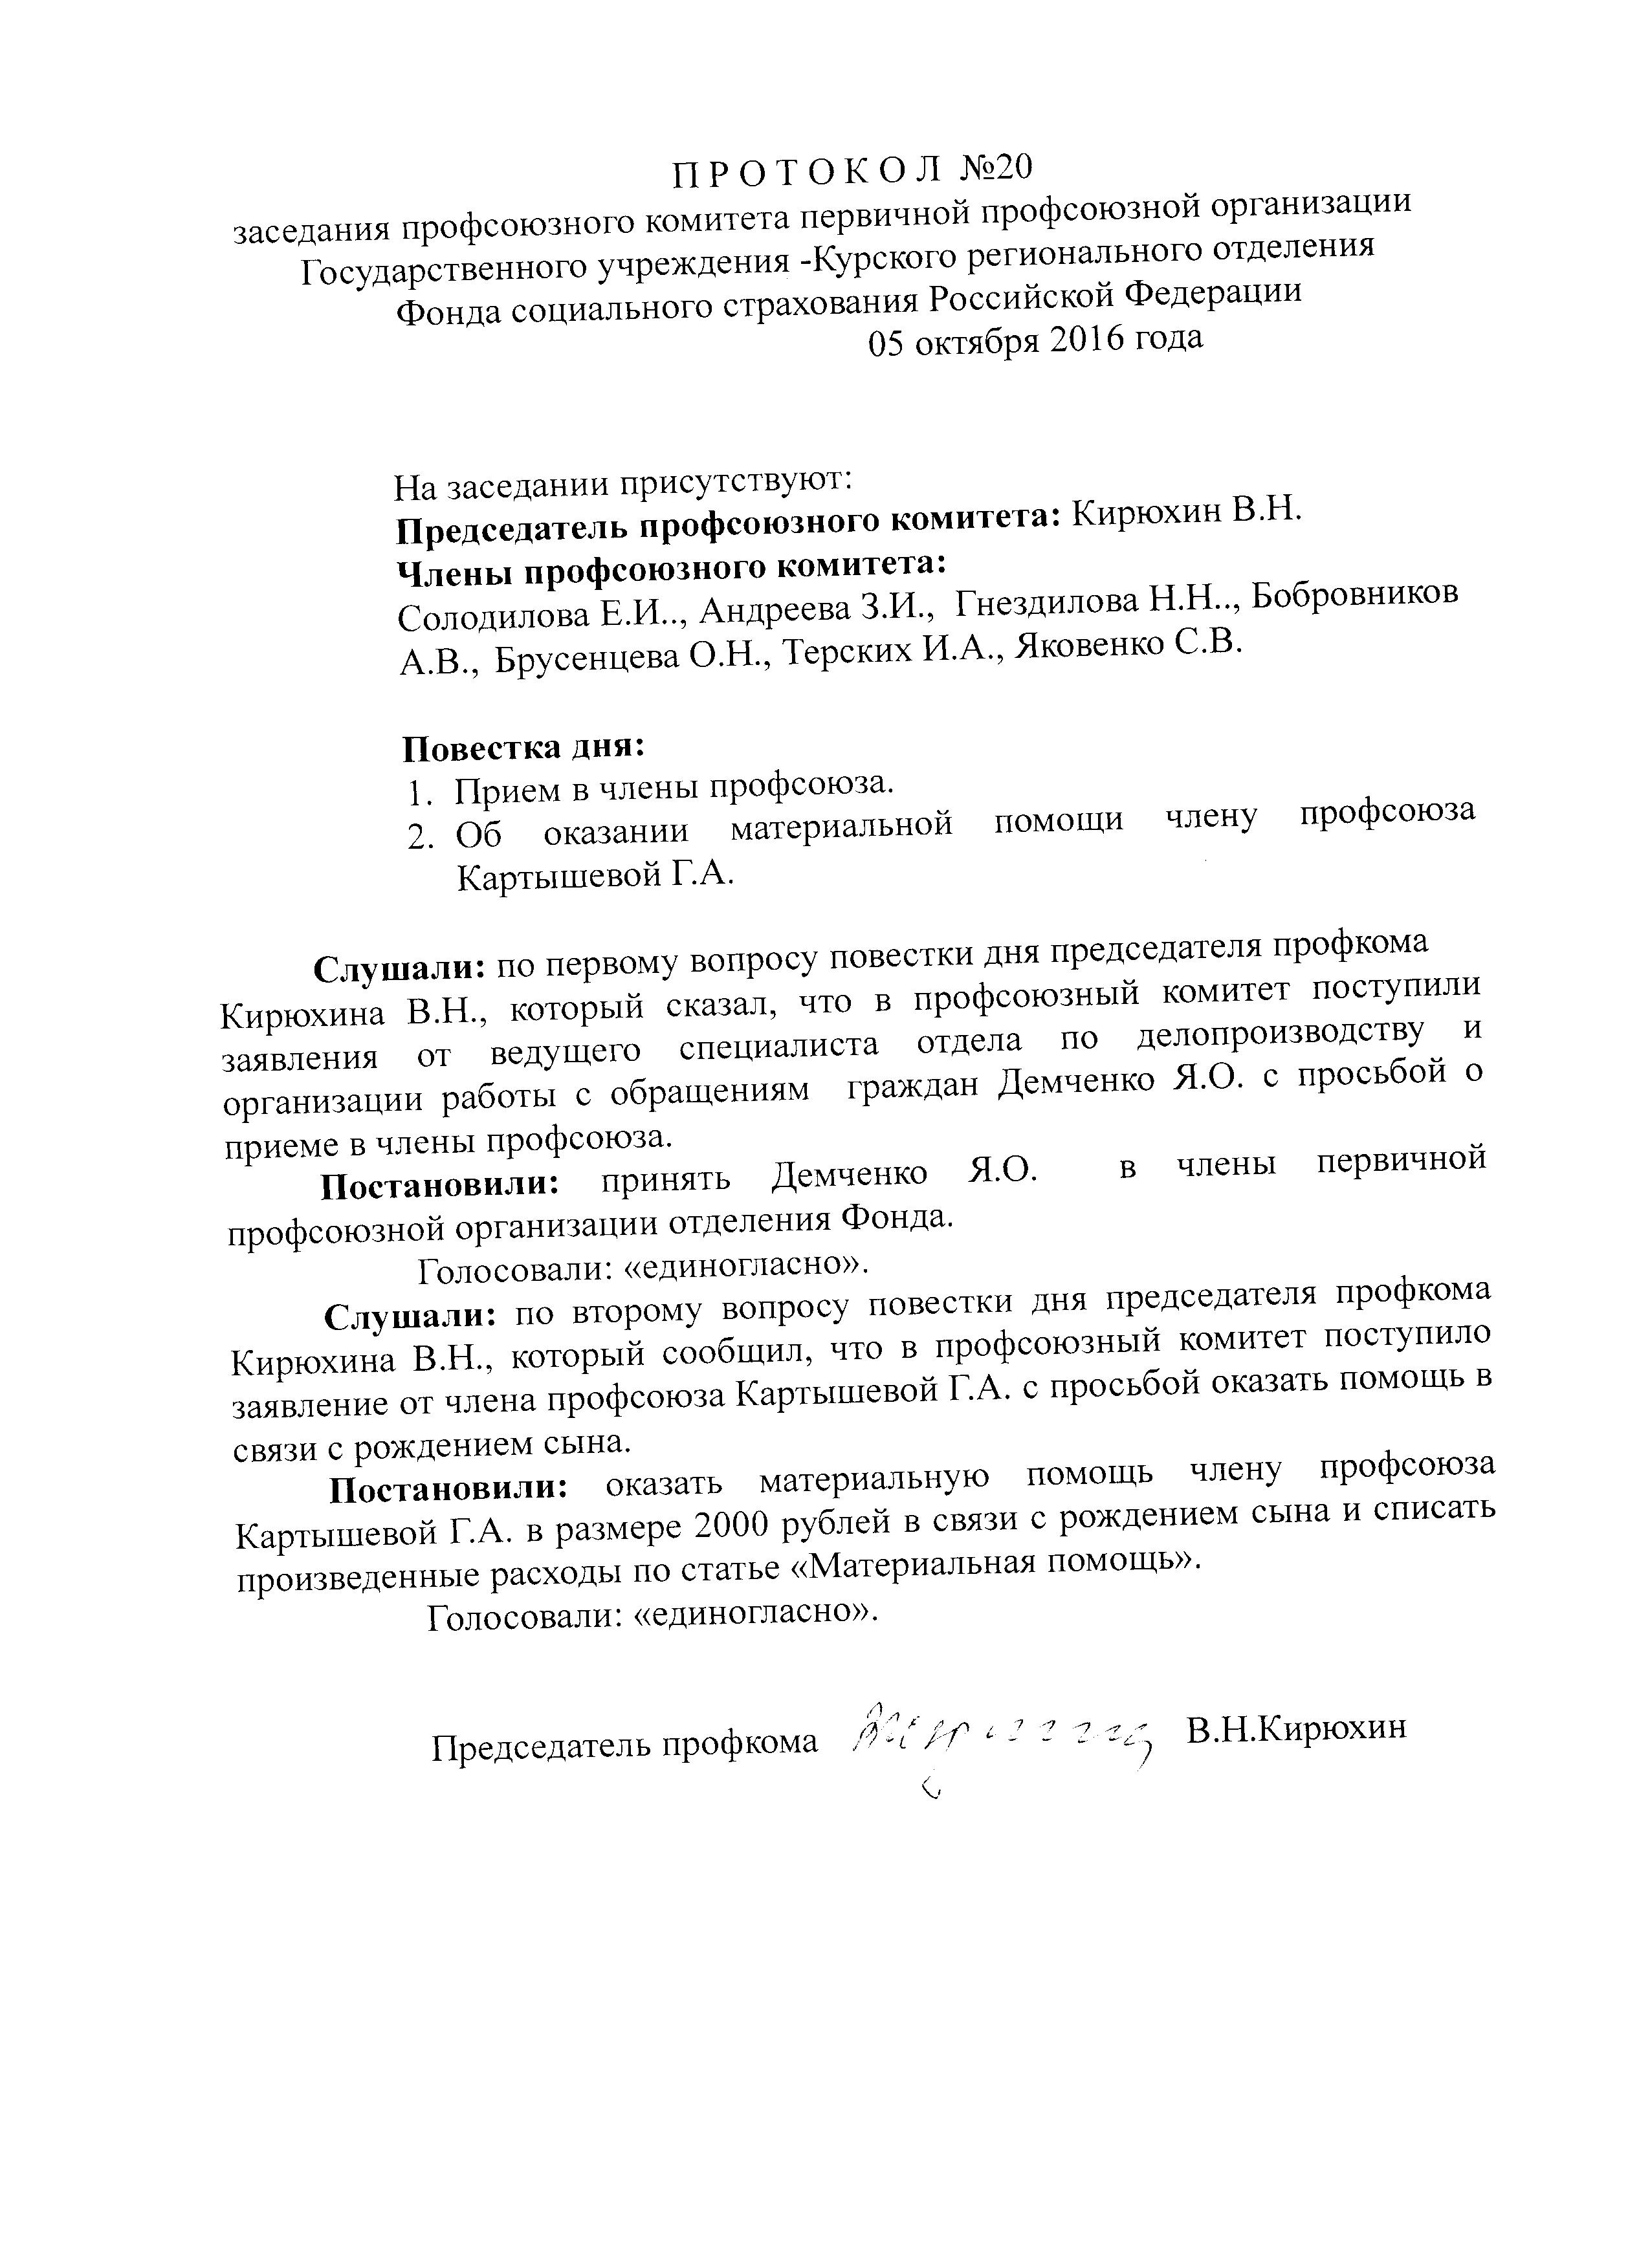 П Р О Т О К О Л №20
заседания профсоюзного комитета первичной профсоюзной организации
Государственного учреждения -Курского регионального отделения
Фонда социального страхования Российской Федерации
05 октября 2016 года
На заседании присутствуют:
Председатель профсоюзного комитета: Кирюхин В.Н.
Члены профсоюзного комитета:
Солодилова Е.И.., Андреева З.И., Гнездилова Н.Н.., Бобровников
А.В., Брусенцева О.Н., Терских И.А., Яковенко С.В.
Повестка дня:
1. Прием в члены профсоюза.
2. Об оказании материальной помощи члену профсоюза
Картышевой Г.А.
Слушали: по первому вопросу повестки дня председателя профкома
Кирюхина В.Н., который сказал, что в профсоюзный комитет поступили
заявления от ведущего специалиста отдела по делопроизводству и
организации работы с обращениям граждан Демченко Я.О. с просьбой о
приеме в члены профсоюза.
Постановили: принять Демченко Я.О. в члены первичной
профсоюзной организации отделения Фонда.
Голосовали: «единогласно».
Слушали: по второму вопросу повестки дня председателя профкома
Кирюхина В.Н., который сообщил, что в профсоюзный комитет поступило
заявление от члена профсоюза Картышевой Г.А. с просьбой оказать помощь в
связи с рождением сына.
Постановили: оказать материальную помощь члену профсоюза
Картышевой Г.А. в размере 2000 рублей в связи с рождением сына и списать
произведенные расходы по статье «Материальная помощь».
Голосовали: «единогласно».
Председатель профкома В.Н.Кирюхин